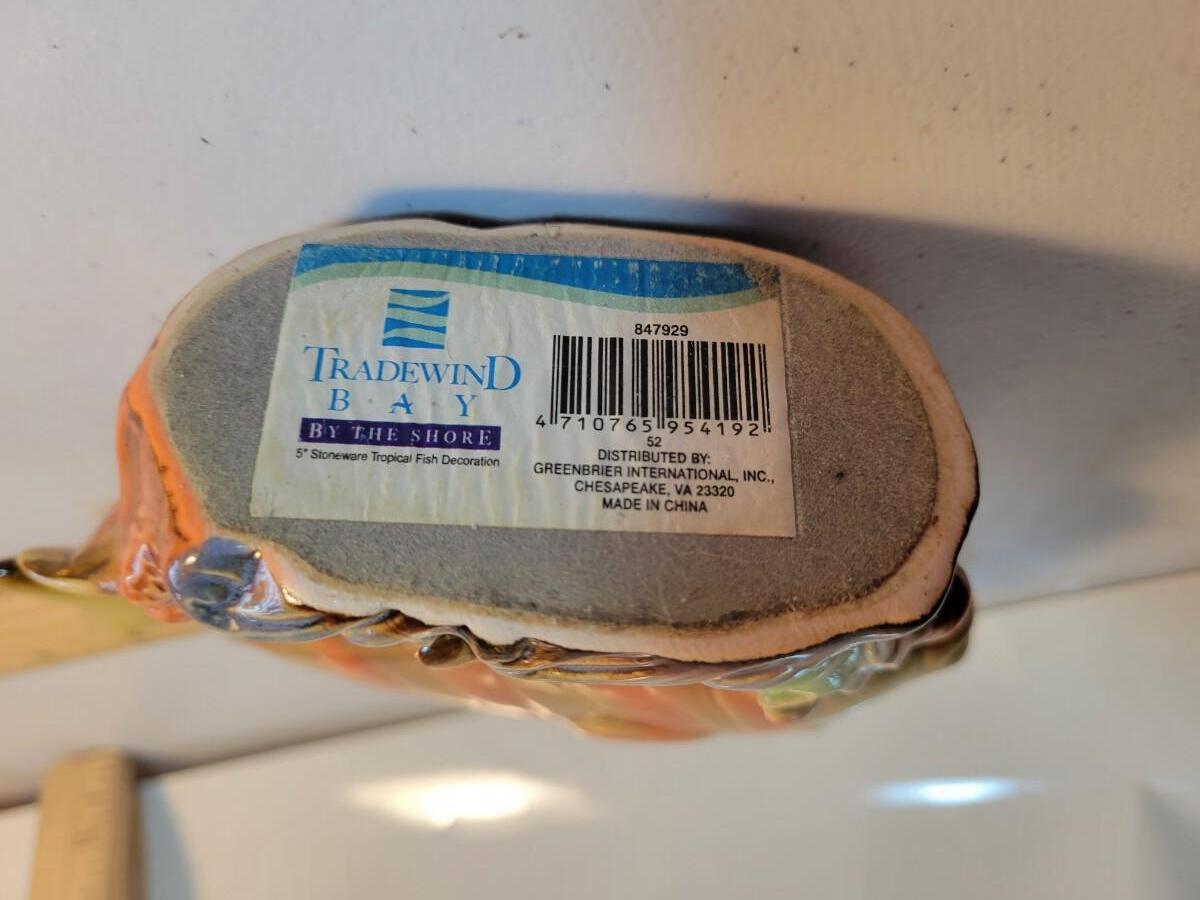 TRADEWIND
BAY
BY THE SHORE
5" Stoneware Tropical Fish Decoration
847929
4 710765 954192
52
DISTRIBUTED BY:
GREENBRIER INTERNATIONAL, INC.,
CHESAPEAKE, VA 23320
MADE IN CHINA